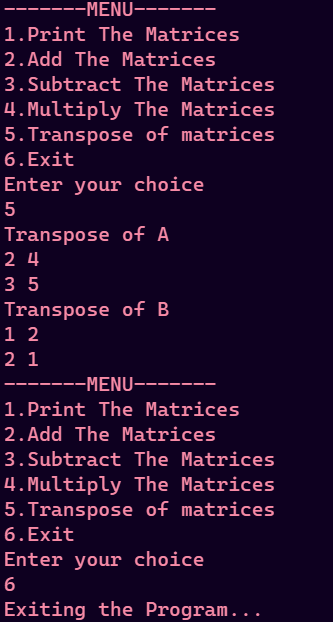 -------MENU-------
1.Print The Matrices
2.Add The Matrices
3.Subtract The Matrices
4.Multiply The Matrices
5.Transpose of matrices
6.Exit
Enter your choice
5
Transpose of A
2 4
3 5
Transpose of B
1 2
2 1
-------MENU-------
1.Print The Matrices
2.Add The Matrices
3.Subtract The Matrices
4.Multiply The Matrices
5.Transpose of matrices
6.Exit
Enter your choice
6
Exiting the Program...